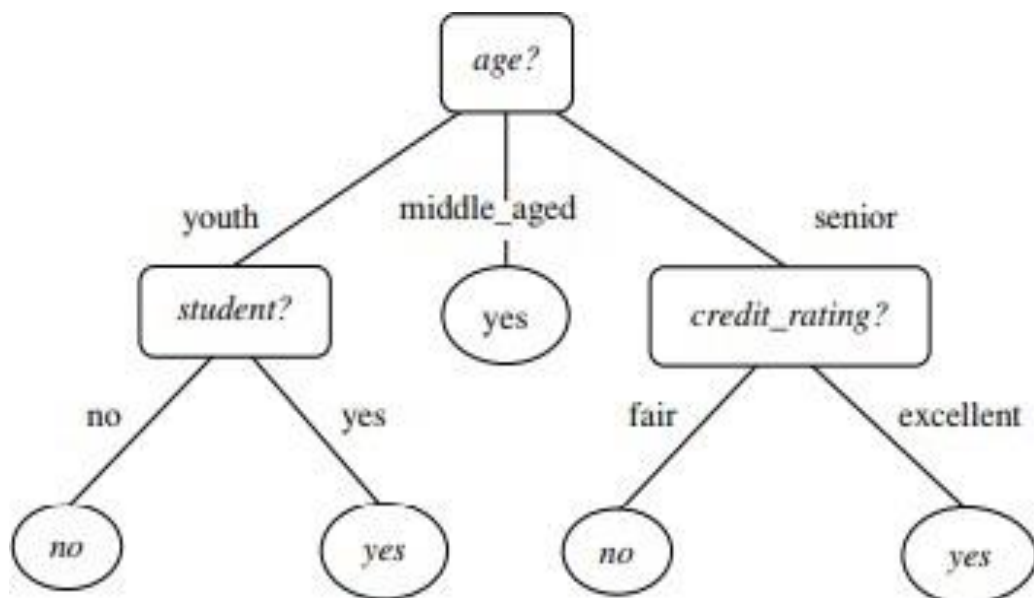 age?
youth
middle_aged
senior
student?
yes
credit_rating?
no
yes
fair
excellent
no
yes
no
yes